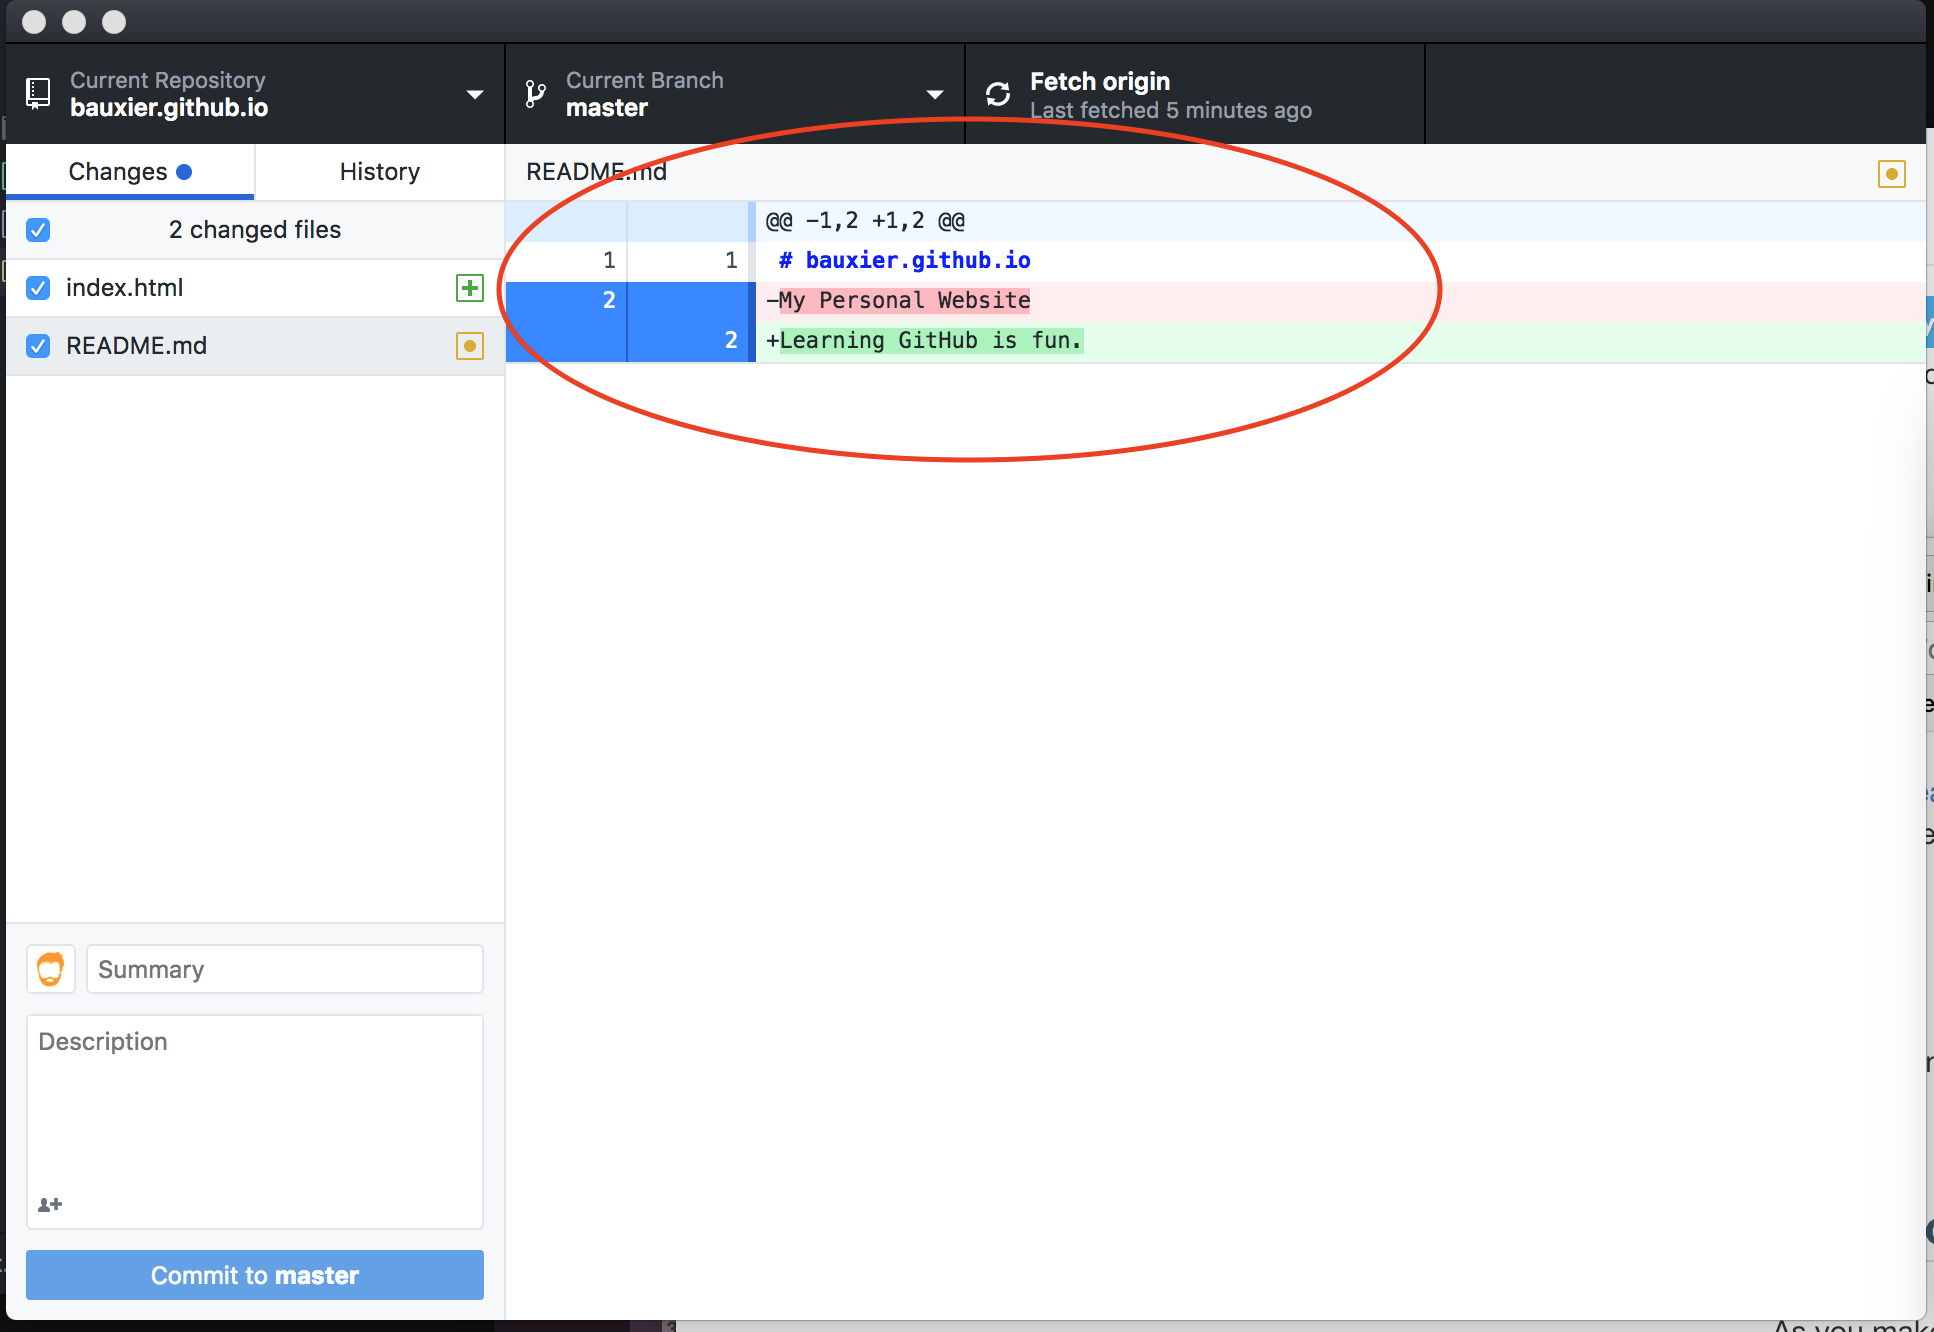 Current Repository
bauxier.github.io
Current Branch
master
Fetch origin
Last fetched 5 minutes ago
Changes
History
2 changed files
index.html
README.md
README.md
@@ -1,2 +1,2 @@
1 1 # bauxier.github.io
2 -My Personal Website
2 +Learning GitHub is fun.
Summary
Description
Commit to master
As you make